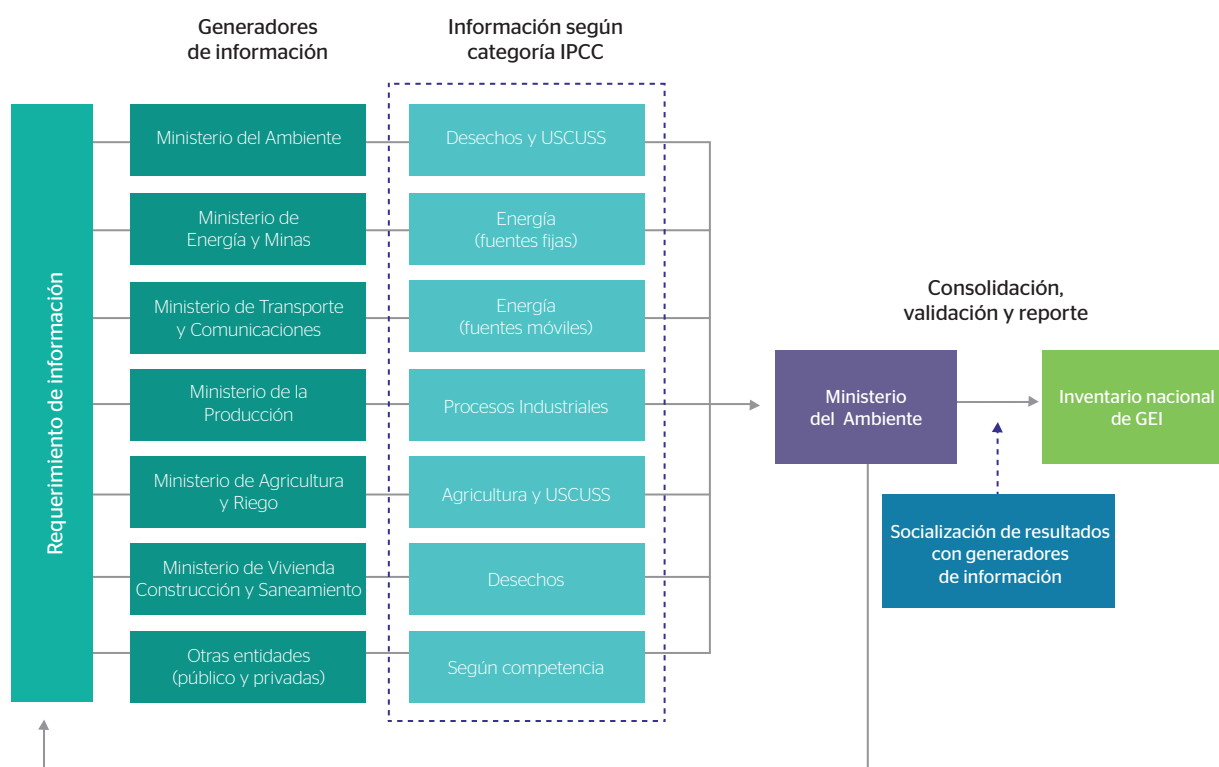 Generadores
de información
Información según
categoría IPCC
Requerimiento de información
Ministerio del Ambiente
Desechos y USCUSS
Ministerio de
Energía y Minas
Energía
(fuentes fijas)
Ministerio de Transporte
y Comunicaciones
Energía
(fuentes móviles)
Ministerio de la
Producción
Procesos Industriales
Ministerio de Agricultura
y Riego
Agricultura y USCUSS
Ministerio de Vivienda
Construcción y Saneamiento
Desechos
Otras entidades
(público y privadas)
Según competencia
Consolidación,
validación y reporte
Ministerio
del Ambiente
Inventario nacional
de GEI
Socialización de resultados
con generadores
de información